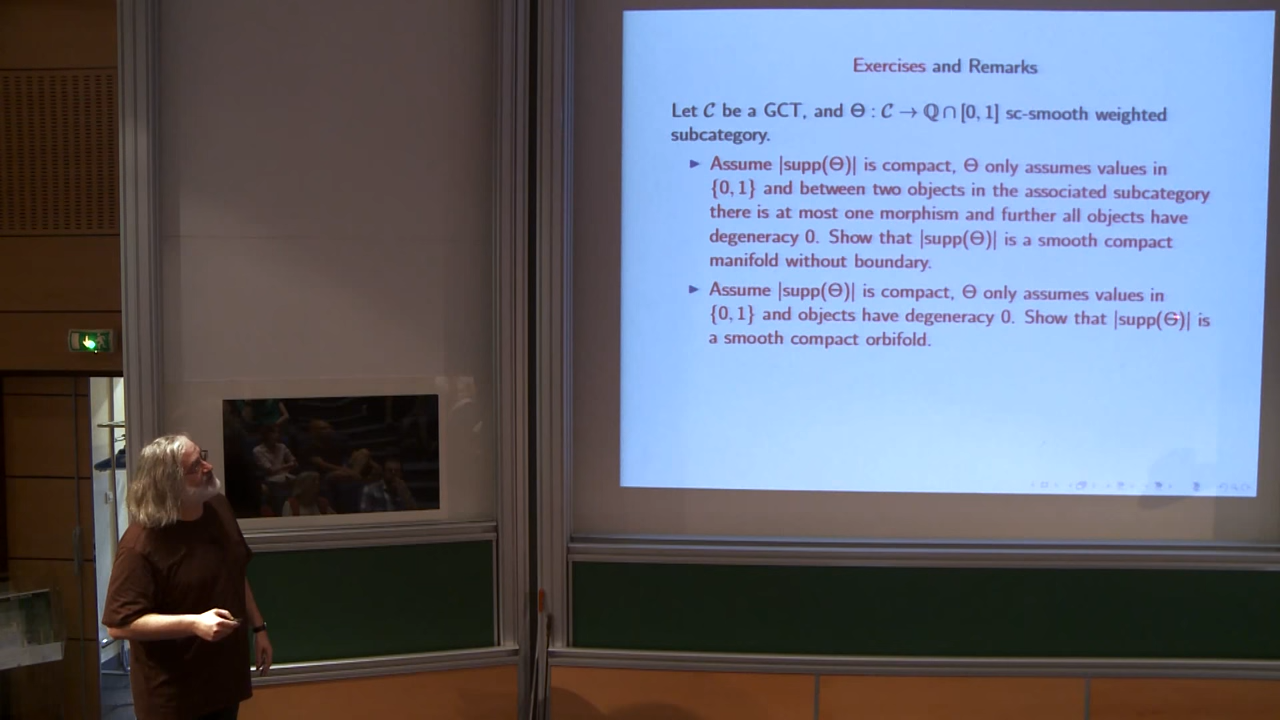 Exercises and Remarks
Let 𝒞 be a GCT, and Θ : 𝒞 → ℚ ∩ [0, 1] sc-smooth weighted
subcategory.
▶ Assume |supp(Θ)| is compact, Θ only assumes values in
{0, 1} and between two objects in the associated subcategory
there is at most one morphism and further all objects have
degeneracy 0. Show that |supp(Θ)| is a smooth compact
manifold without boundary.
▶ Assume |supp(Θ)| is compact, Θ only assumes values in
{0, 1} and objects have degeneracy 0. Show that |supp(Θ)| is
a smooth compact orbifold.